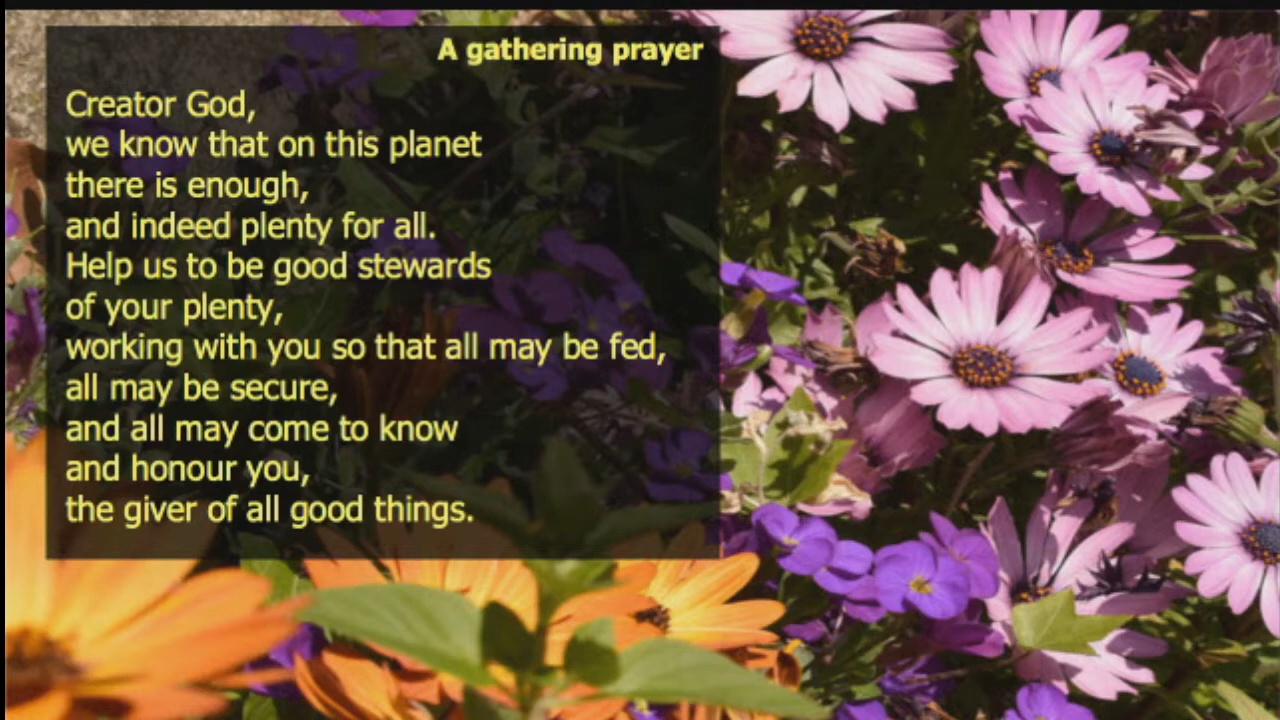 A gathering prayer
Creator God,
we know that on this planet
there is enough,
and indeed plenty for all.
Help us to be good stewards
of your plenty,
working with you so that all may be fed,
all may be secure,
and all may come to know
and honour you,
the giver of all good things.